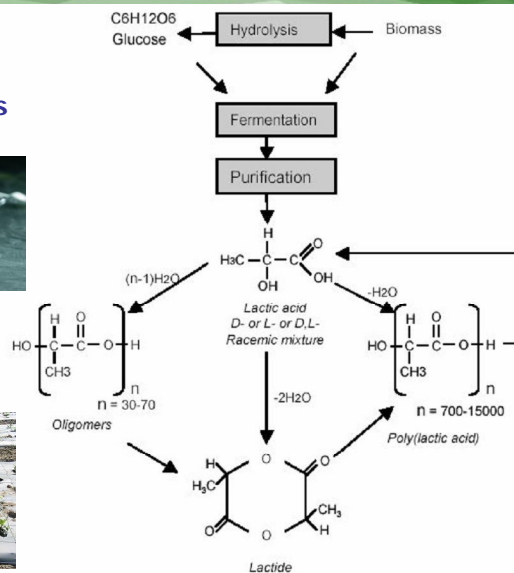 C6H12O6
Glucose
Hydrolysis
Biomass
s
Fermentation
Purification
H
H3C-C-C
O
OH
OH
(n-1)H2O
-H2O
Lactic acid
D- or L- or D,L-
Racemic mixture
H O
HO-C-C-O-H
CH3
n
n = 30-70
Oligomers
-2H2O
H O
HO-C-C-O-H
CH3
n
n = 700-15000
Poly(lactic acid)
H
H3C
O
O
O
O
CH3
H
Lactide